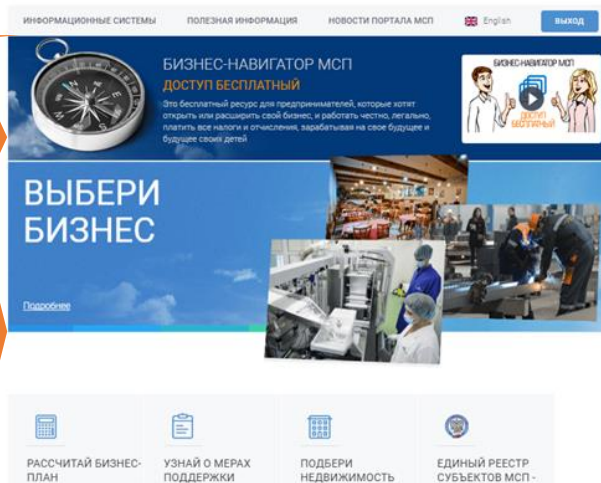 ИНФОРМАЦИОННЫЕ СИСТЕМЫ ПОЛЕЗНАЯ ИНФОРМАЦИЯ НОВОСТИ ПОРТАЛА МСП English ВЫХОД
БИЗНЕС-НАВИГАТОР МСП
ДОСТУП БЕСПЛАТНЫЙ
Это бесплатный ресурс для предпринимателей, которые хотят
открыть или расширить свой бизнес, и работать честно, легально,
платить все налоги и отчисления, зарабатывая на свое будущее и
будущее своих детей
БИЗНЕС-НАВИГАТОР МСП
ДОСТУП
БЕСПЛАТНЫЙ
ВЫБЕРИ
БИЗНЕС
Подробнее
РАССЧИТАЙ БИЗНЕС-
ПЛАН
УЗНАЙ О МЕРАХ
ПОДДЕРЖКИ
ПОДБЕРИ
НЕДВИЖИМОСТЬ
ЕДИНЫЙ РЕЕСТР
СУБЪЕКТОВ МСП -